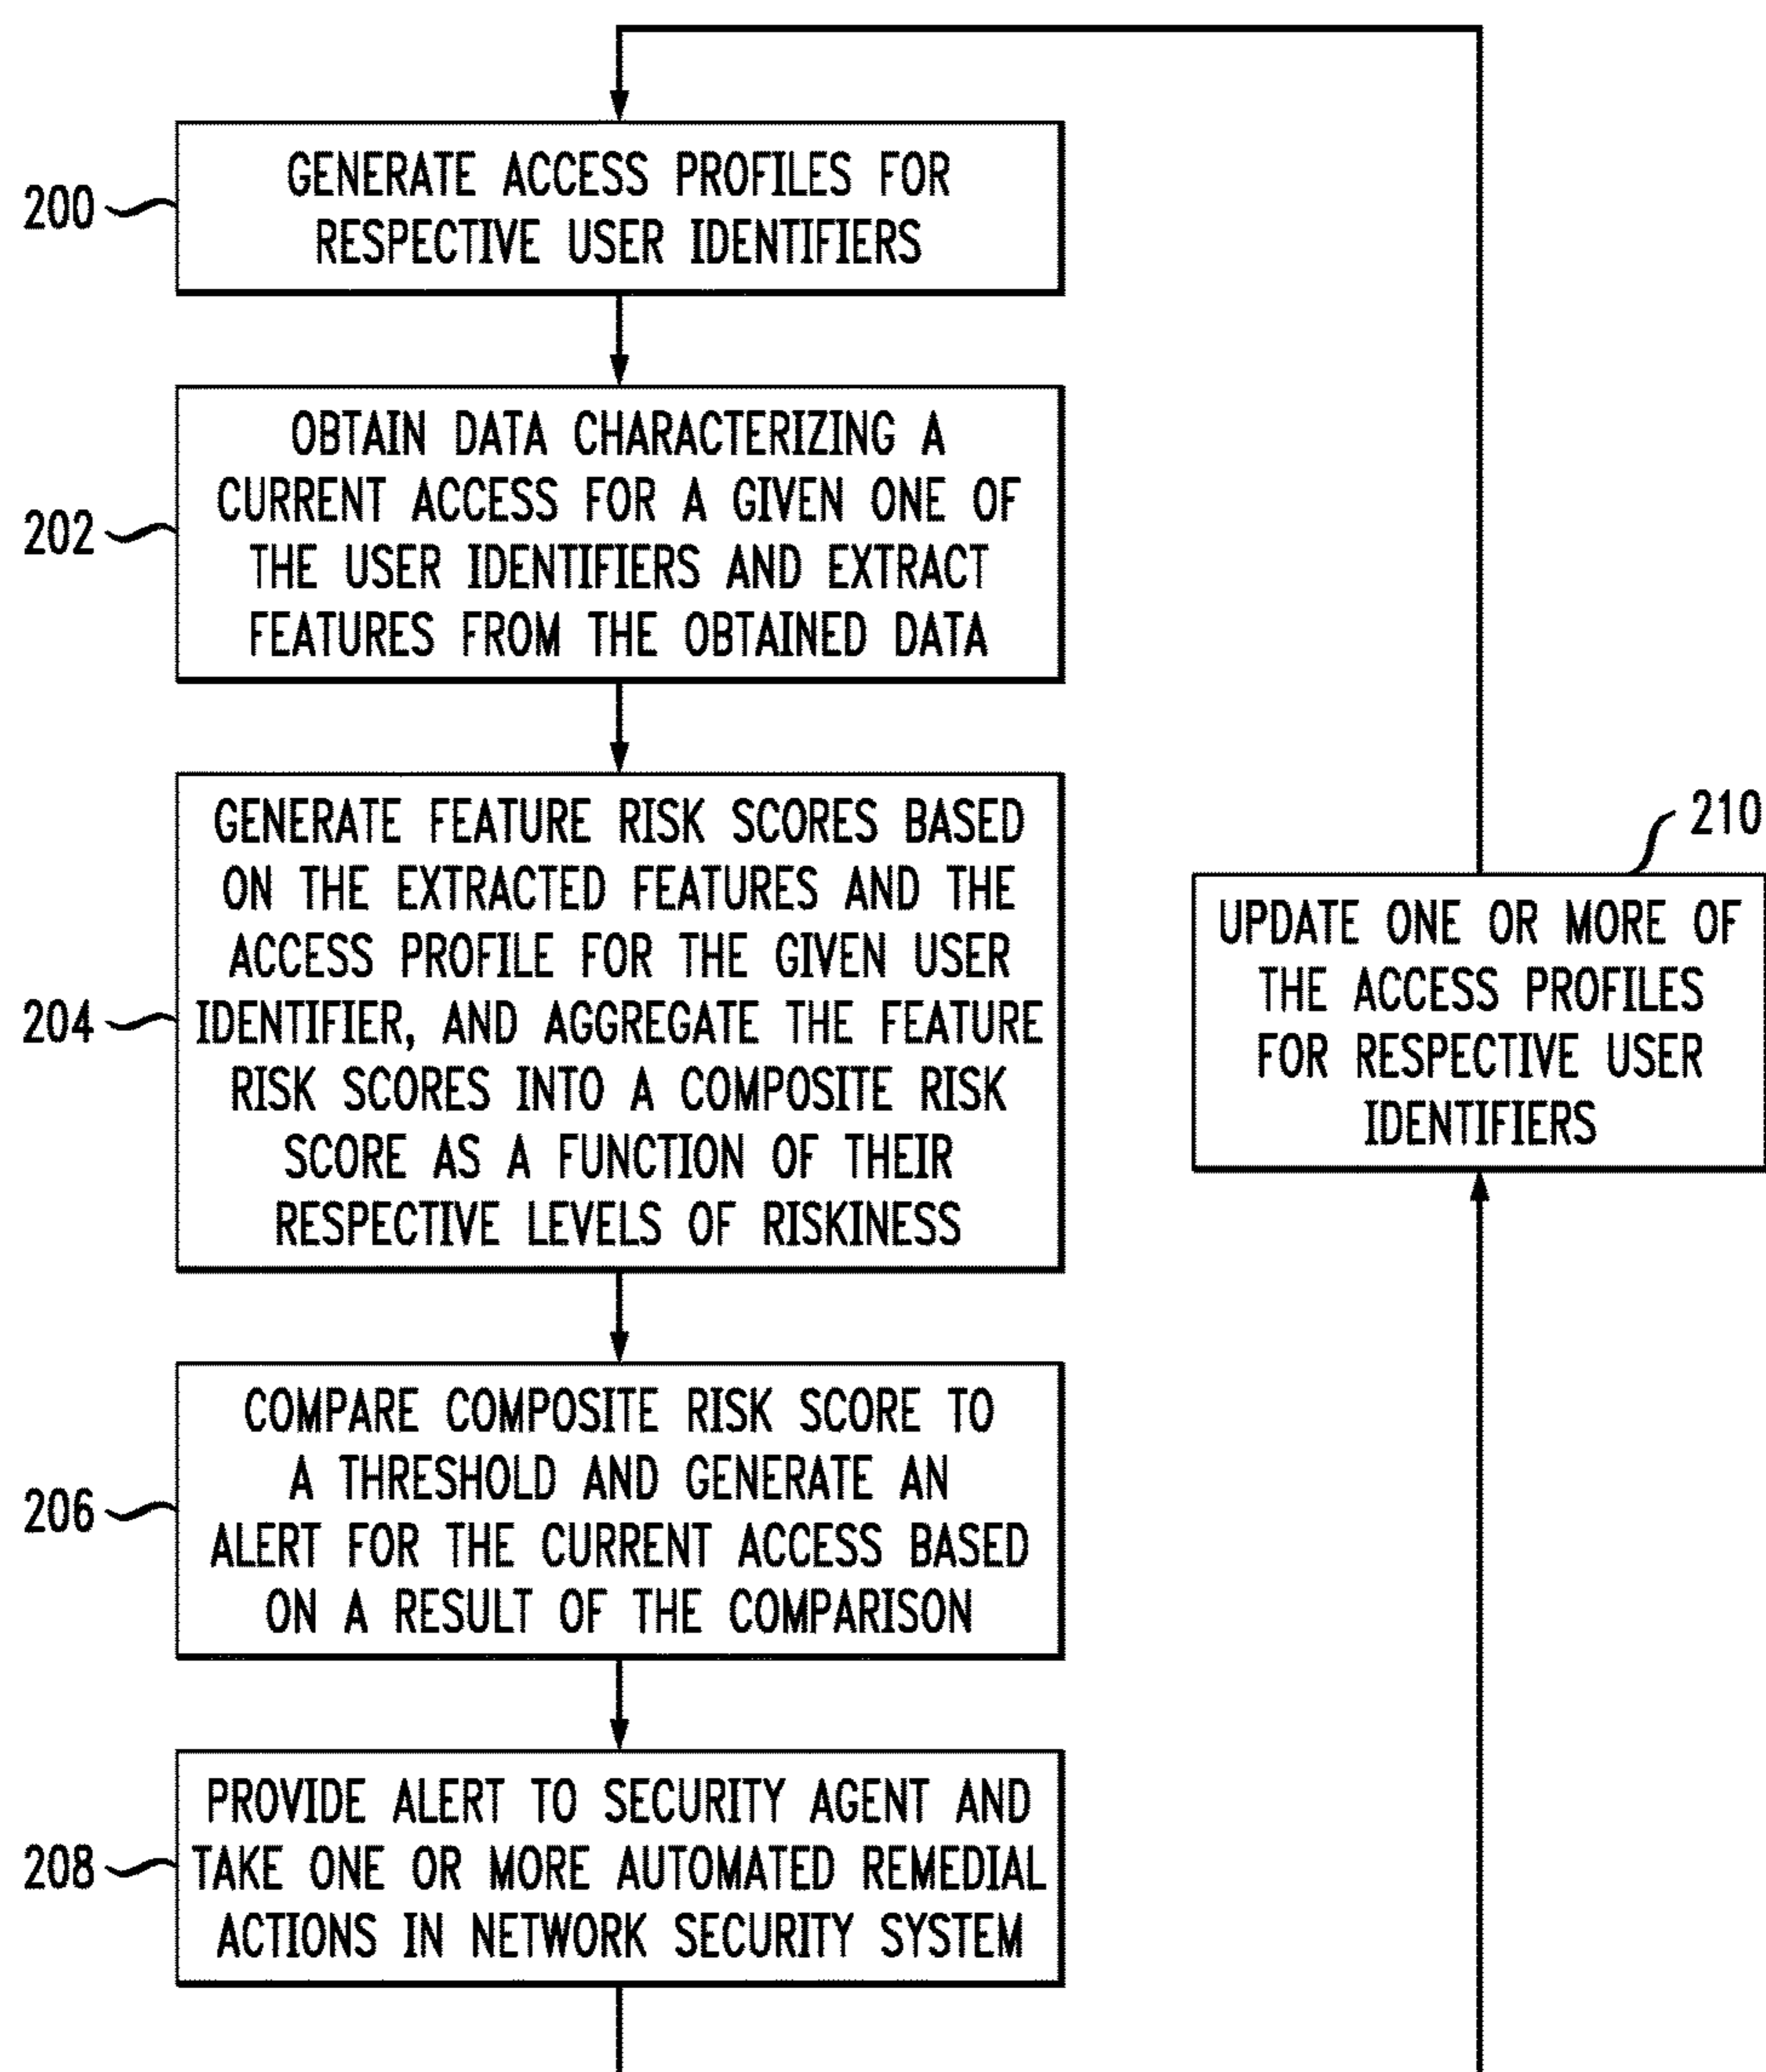 200
GENERATE ACCESS PROFILES FOR
RESPECTIVE USER IDENTIFIERS
202
OBTAIN DATA CHARACTERIZING A
CURRENT ACCESS FOR A GIVEN ONE OF
THE USER IDENTIFIERS AND EXTRACT
FEATURES FROM THE OBTAINED DATA
204
GENERATE FEATURE RISK SCORES BASED
ON THE EXTRACTED FEATURES AND THE
ACCESS PROFILE FOR THE GIVEN USER
IDENTIFIER, AND AGGREGATE THE FEATURE
RISK SCORES INTO A COMPOSITE RISK
SCORE AS A FUNCTION OF THEIR
RESPECTIVE LEVELS OF RISKINESS
206
COMPARE COMPOSITE RISK SCORE TO
A THRESHOLD AND GENERATE AN
ALERT FOR THE CURRENT ACCESS BASED
ON A RESULT OF THE COMPARISON
208
PROVIDE ALERT TO SECURITY AGENT AND
TAKE ONE OR MORE AUTOMATED REMEDIAL
ACTIONS IN NETWORK SECURITY SYSTEM
210
UPDATE ONE OR MORE OF
THE ACCESS PROFILES
FOR RESPECTIVE USER
IDENTIFIERS